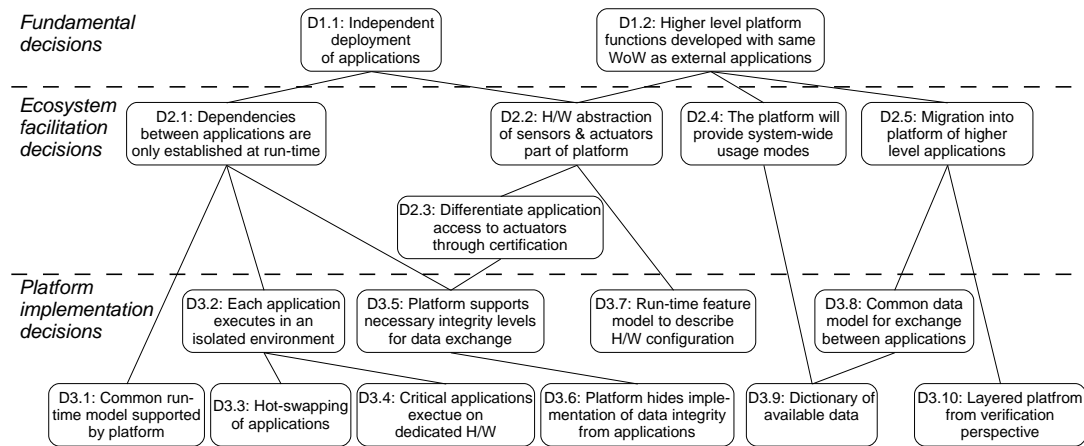 Fundamental
decisions
D1.1: Independent
deployment
of applications
D1.2: Higher level platform
functions developed with same
WoW as external applications
Ecosystem
facilitation
decisions
D2.1: Dependencies
between applications are
only established at run-time
D2.2: H/W abstraction
of sensors & actuators
part of platform
D2.4: The platform will
provide system-wide
usage modes
D2.5: Migration into
platform of higher
level applications
D2.3: Differentiate application
access to actuators
through certification
Platform
implementation
decisions
D3.2: Each application
executes in an
isolated environment
D3.5: Platform supports
necessary integrity levels
for data exchange
D3.7: Run-time feature
model to describe
H/W configuration
D3.8: Common data
model for exchange
between applications
D3.1: Common run-
time model supported
by platform
D3.3: Hot-swapping
of applications
D3.4: Critical applications
exectue on
dedicated H/W
D3.6: Platform hides imple-
mentation of data integrity
from applications
D3.9: Dictionary of
available data
D3.10: Layered platfrom
from verification
perspective